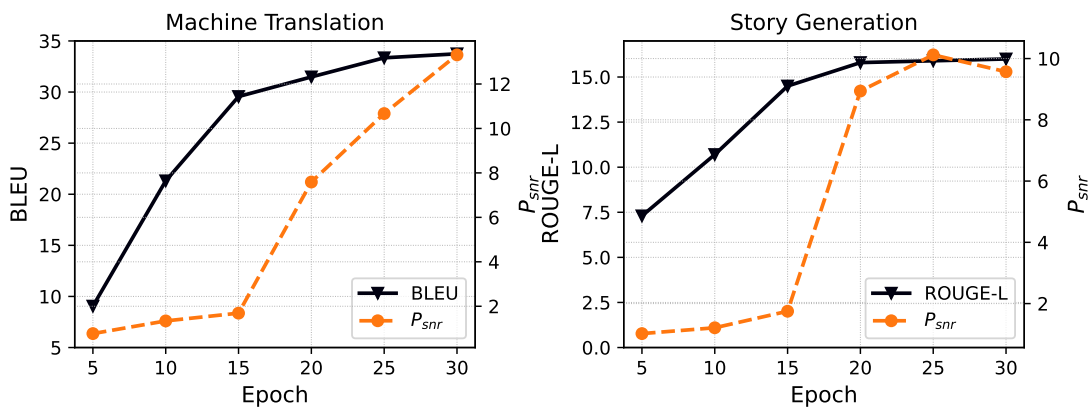 Machine Translation
35
30
25
20
15
10
5
BLEU
12
10
8
6
4
2
P_snr
BLEU
P_snr
5 10 15 20 25 30
Epoch
Story Generation
15.0
12.5
10.0
7.5
5.0
2.5
0.0
ROUGE-L
10
8
6
4
2
P_snr
ROUGE-L
P_snr
5 10 15 20 25 30
Epoch